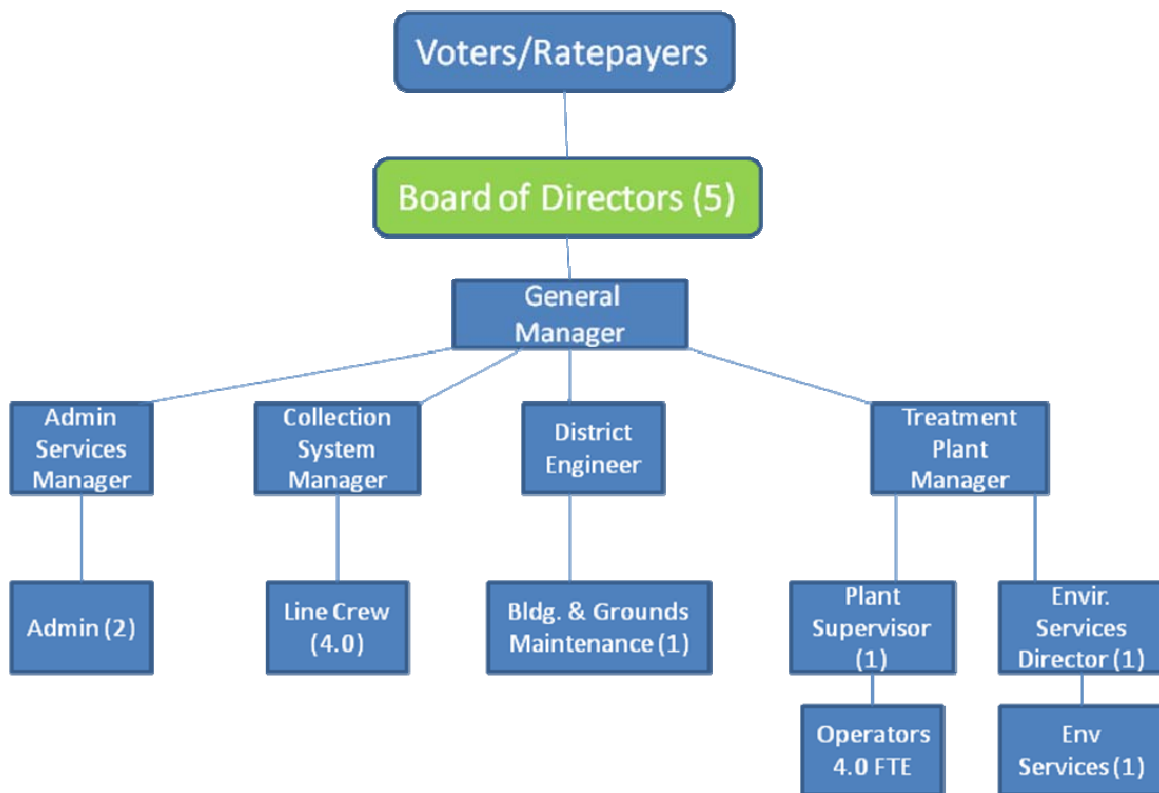 Voters/Ratepayers
Board of Directors (5)
General
Manager
Admin
Services
Manager
Collection
System
Manager
District
Engineer
Treatment
Plant
Manager
Admin (2)
Line Crew
(4.0)
Bldg. & Grounds
Maintenance (1)
Plant
Supervisor
(1)
Envir.
Services
Director (1)
Operators
4.0 FTE
Env
Services (1)